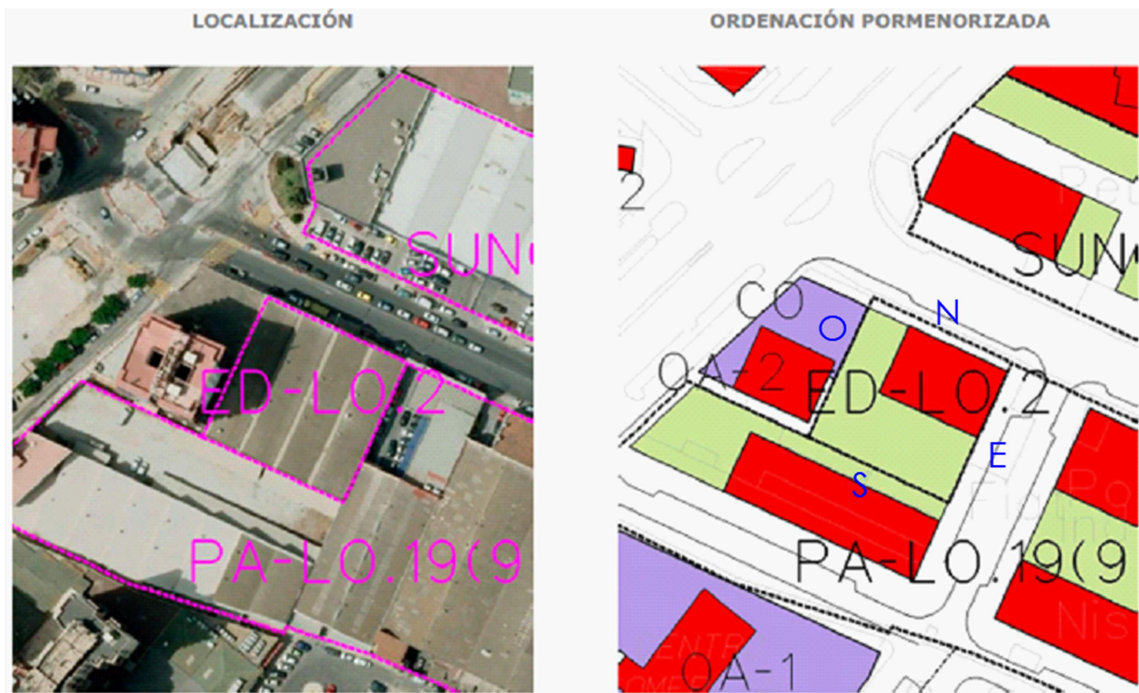 LOCALIZACIÓN
ORDENACIÓN PORMENORIZADA
SUN
ED-LO.2
PA-LO.19(9
2
SUN
CO
O
N
OA-2
ED-LO.2
E
S
PA-LO.19(9
Nis
OA-1